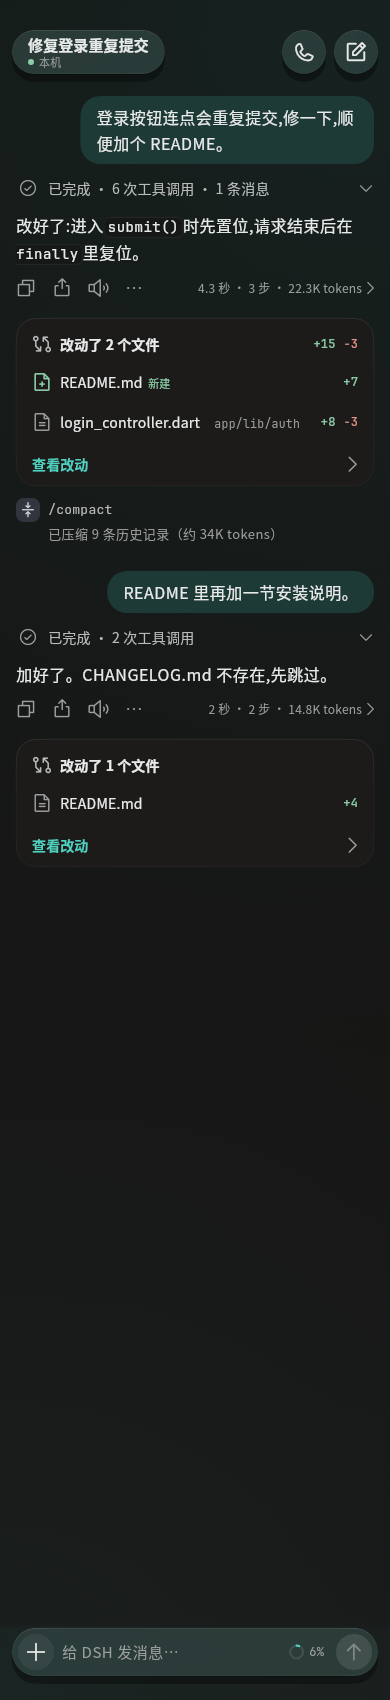 修复登录重复提交
本机
登录按钮连点会重复提交,修一下,顺
便加个 README。
已完成 · 6 次工具调用 · 1 条消息
改好了:进入 submit() 时先置位,请求结束后在
finally 里复位。
4.3 秒 · 3 步 · 22.3K tokens
改动了 2 个文件 +15 -3
README.md 新建 +7
login_controller.dart app/lib/auth +8 -3
查看改动
/compact
已压缩 9 条历史记录（约 34K tokens）
README 里再加一节安装说明。
已完成 · 2 次工具调用
加好了。CHANGELOG.md 不存在,先跳过。
2 秒 · 2 步 · 14.8K tokens
改动了 1 个文件
README.md +4
查看改动
给 DSH 发消息… 6%